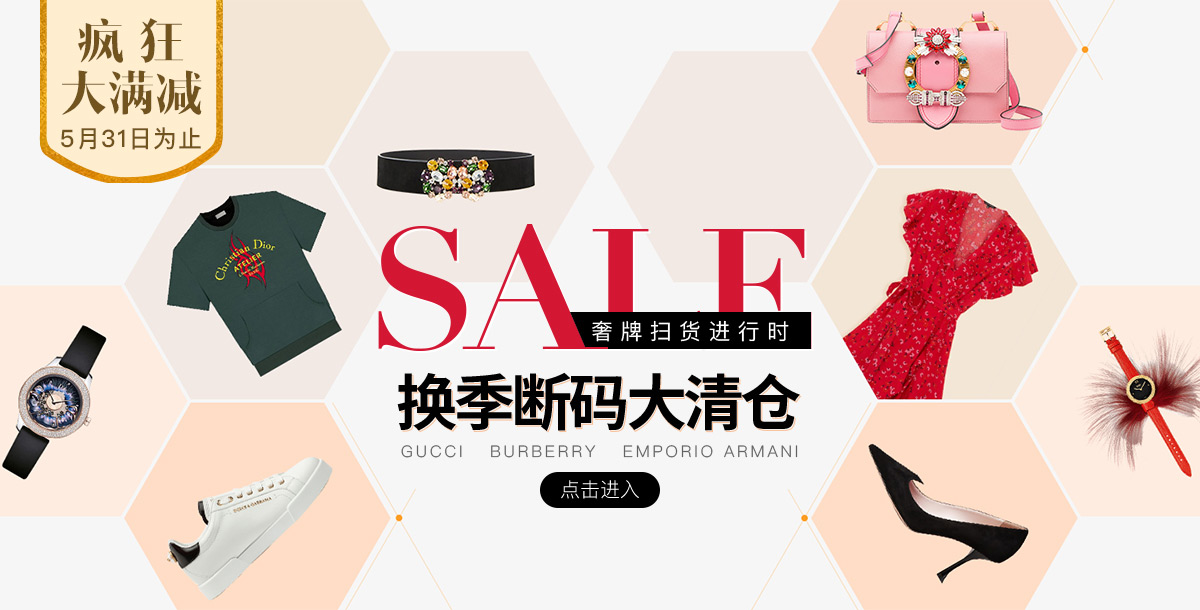 疯狂
大满减
5月31日为止
Christian Dior
ATELIER
SALE
奢牌扫货进行时
换季断码大清仓
GUCCI BURBERRY EMPORIO ARMANI
点击进入
DOLCE & GABBANA